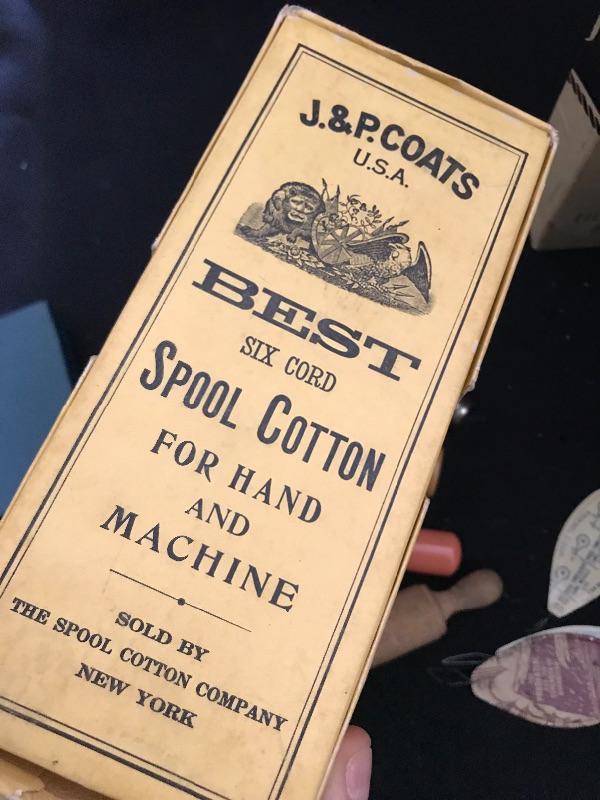 J.&P.COATS
U.S.A.
BEST
SIX CORD
SPOOL COTTON
FOR HAND
AND
MACHINE
SOLD BY
THE SPOOL COTTON COMPANY
NEW YORK